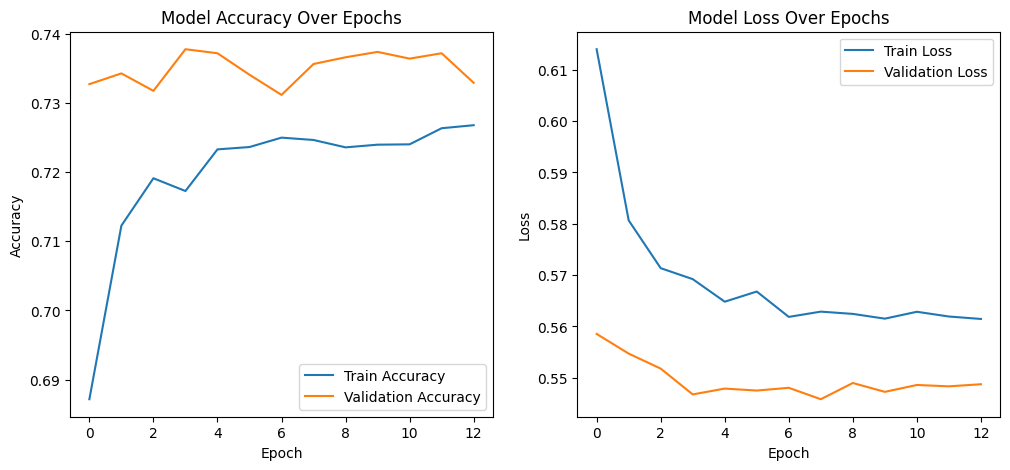 Model Accuracy Over Epochs
0.74
0.73
0.72
0.71
0.70
0.69
Accuracy
0 2 4 6 8 10 12
Epoch
Train Accuracy
Validation Accuracy
Model Loss Over Epochs
0.61
0.60
0.59
0.58
0.57
0.56
0.55
Loss
0 2 4 6 8 10 12
Epoch
Train Loss
Validation Loss